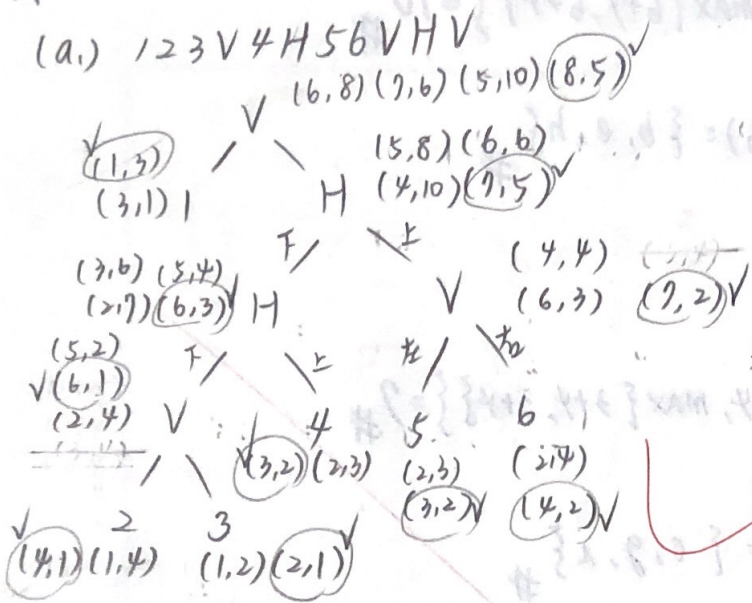 (a.) 123V4H56VHV
(6,8) (7,6) (5,10) (8,5)
V
(1,3)
(5,8) (6,6)
(3,1) 1
H
(4,10) (7,5)
下 上
(3,6) (5,4)
(4,4)
(2,7) (6,3) H
V
(6,3) (7,2)
(5,2)
下 上
左 右
(6,1)
(2,4) V
4
5
6
(3,2) (2,3)
(2,3)
(2,4)
(3,2)
(4,2)
2
3
(4,1) (1,4)
(1,2) (2,1)